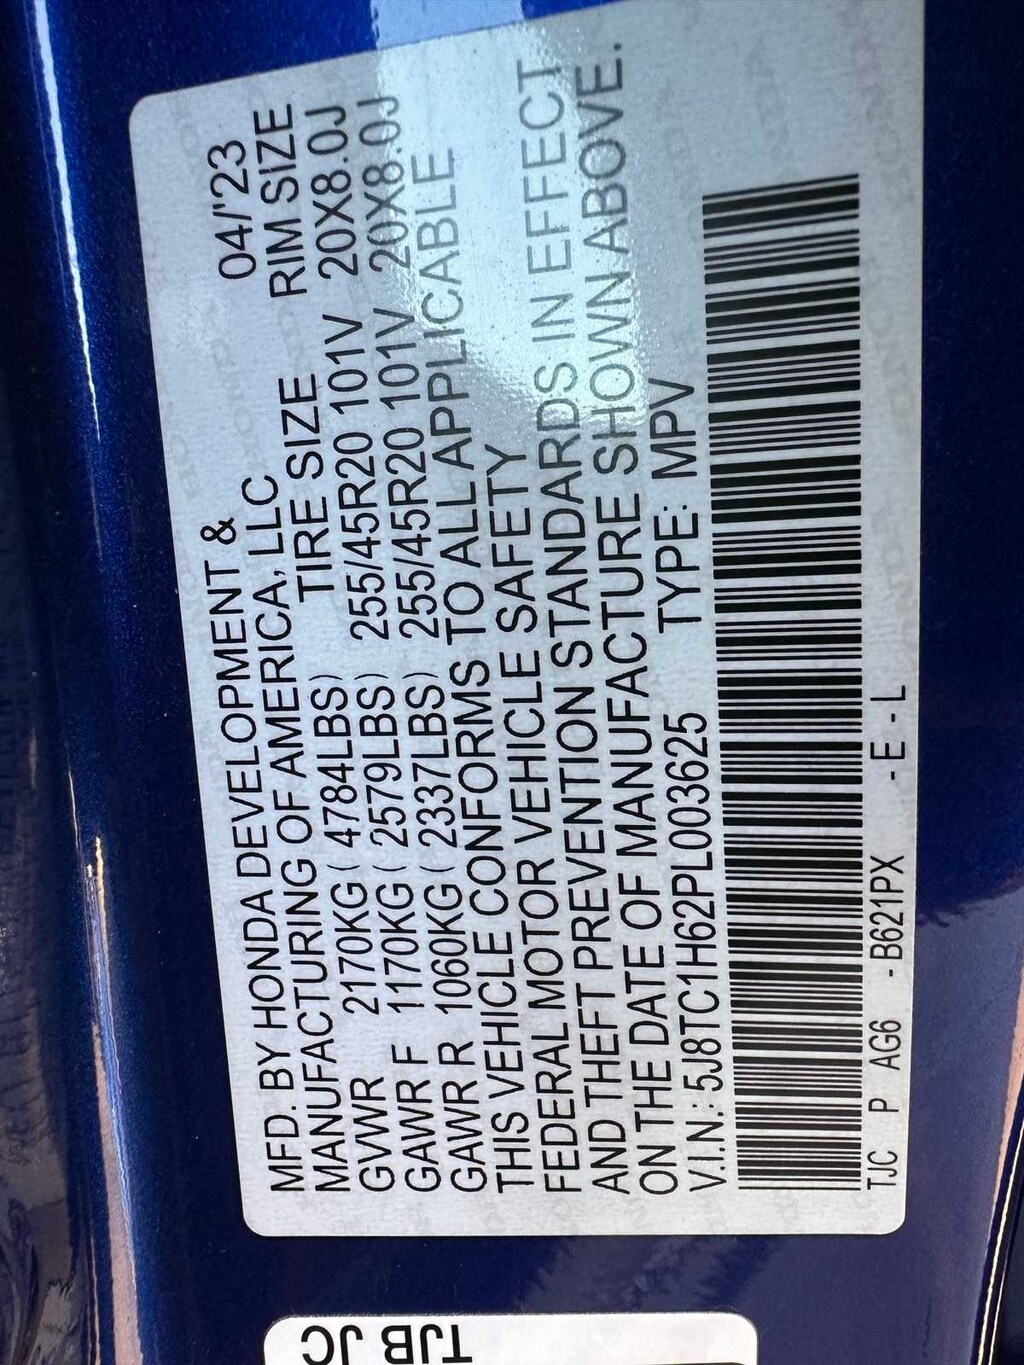 MFD. BY HONDA DEVELOPMENT & 04/'23
MANUFACTURING OF AMERICA, LLC RIM SIZE
TIRE SIZE
GVWR 2170KG ( 4784LBS) 255/45R20 101V 20X8.0J
GAWR F 1170KG ( 2579LBS) 255/45R20 101V 20X8.0J
GAWR R 1060KG ( 2337LBS)
THIS VEHICLE CONFORMS TO ALL APPLICABLE
FEDERAL MOTOR VEHICLE SAFETY
AND THEFT PREVENTION STANDARDS IN EFFECT
ON THE DATE OF MANUFACTURE SHOWN ABOVE.
V.I.N.: 5J8TC1H62PL003625 TYPE: MPV
TJC P AG6 - B621PX - E - L
TJB JC